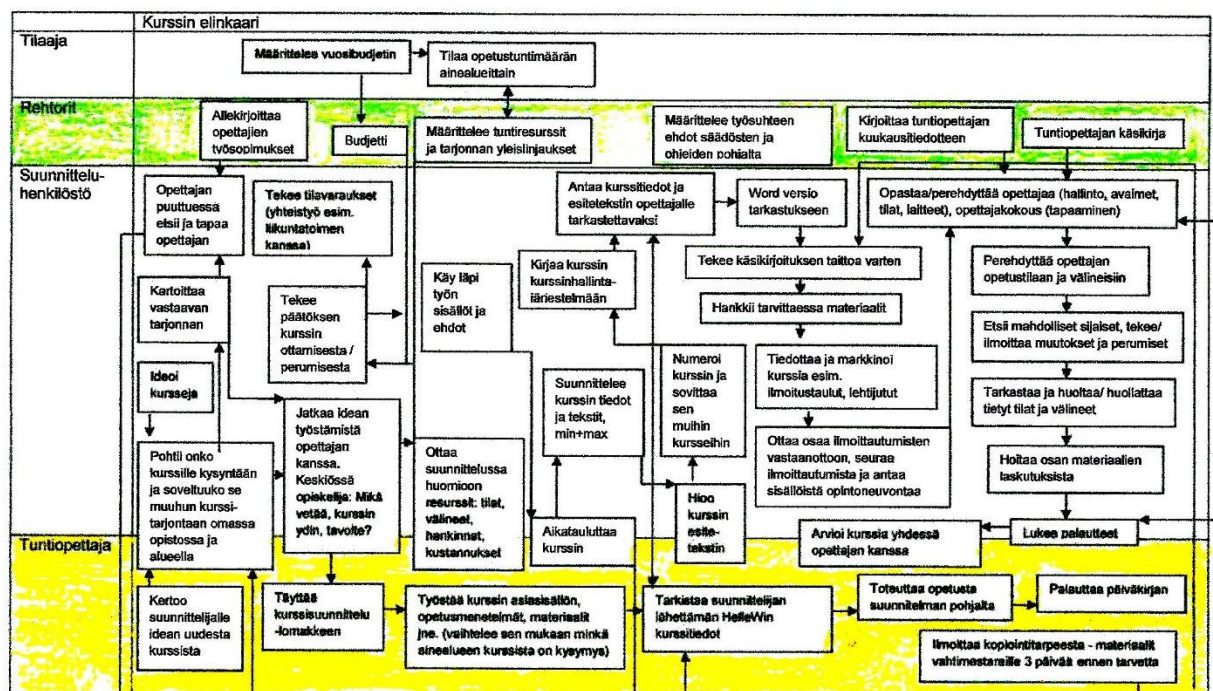 Kurssin elinkaari
Tilaaja
Määrittelee vuosibudjetin
Tilaa opetustuntimäärän
ainealueittain
Rehtorit
Allekirjoittaa
opettajien
työsopimukset
Budjetti
Määrittelee tuntiresurssit
ja tarjonnan yleislinjaukset
Määrittelee työsuhteen
ehdot säädösten ja
ohjeiden pohjalta
Kirjoittaa tuntiopettajan
kuukausitiedotteen
Tuntiopettajan käsikirja
Suunnittelu-
henkilöstö
Opettajan
puuttuessa
etsii ja tapaa
opettajan
Tekee tilavaraukset
(yhteistyö esim.
liikuntatoimen
kanssa)
Antaa kurssitiedot ja
esitetekstin opettajalle
tarkastettavaksi
Word versio
tarkastukseen
Opastaa/perehdyttää opettajaa (hallinto, avaimet,
tilat, laitteet), opettajakokous (tapaaminen)
Kartoittaa
vastaavan
tarjonnan
Tekee
päätöksen
kurssin
ottamisesta /
perumisesta
Käy läpi
työn
sisällöt ja
ehdot
Kirjaa kurssin
kurssinhallinta-
järjestelmään
Tekee käsikirjoituksen taittoa varten
Perehdyttää opettajan
opetustilaan ja välineisiin
Hankkii tarvittaessa materiaalit
Etsii mahdolliset sijaiset, tekee/
ilmoittaa muutokset ja perumiset
Ideoi
kursseja
Suunnittelee
kurssin tiedot
ja tekstit,
min+max
Numeroi
kurssin ja
sovittaa
sen
muihin
kursseihin
Tiedottaa ja markkinoi
kurssia esim.
ilmoitustaulut, lehtijutut
Tarkastaa ja huoltaa/ huollattaa
tietyt tilat ja välineet
Pohtii onko
kurssille kysyntään
ja soveltuuko se
muuhun kurssi-
tarjontaan omassa
opistossa ja
alueella
Jatkaa idean
työstämistä
opettajan
kanssa.
Keskiössä
opiskelija: Mikä
vetää, kurssin
ydin, tavoite?
Ottaa
suunnittelussa
huomioon
resurssit: tilat,
välineet,
hankinnat,
kustannukset
Aikatauluttaa
kurssin
Hioo
kurssin
esite-
tekstin
Ottaa osaa ilmoittautumisten
vastaanottoon, seuraa
ilmoittautumista ja antaa
sisällöistä opintoneuvontaa
Hoitaa osan materiaalien
laskutuksista
Arvioi kurssia yhdessä
opettajan kanssa
Lukee palautteet
Tuntiopettaja
Kertoo
suunnittelijalle
idean uudesta
kurssista
Täyttää
kurssisuunnittelu
-lomakkeen
Työstää kurssin asiasisällön,
opetusmenetelmät, materiaalit
jne. (vaihtelee sen mukaan minkä
ainealueen kurssista on kysymys)
Tarkistaa suunnittelijan
lähettämän HelleWin
kurssitiedot
Toteuttaa opetusta
suunnitelman pohjalta
Palauttaa päiväkirjan
Ilmoittaa kopiointitarpeesta - materiaalit
vahtimestareille 3 päivää ennen tarvetta